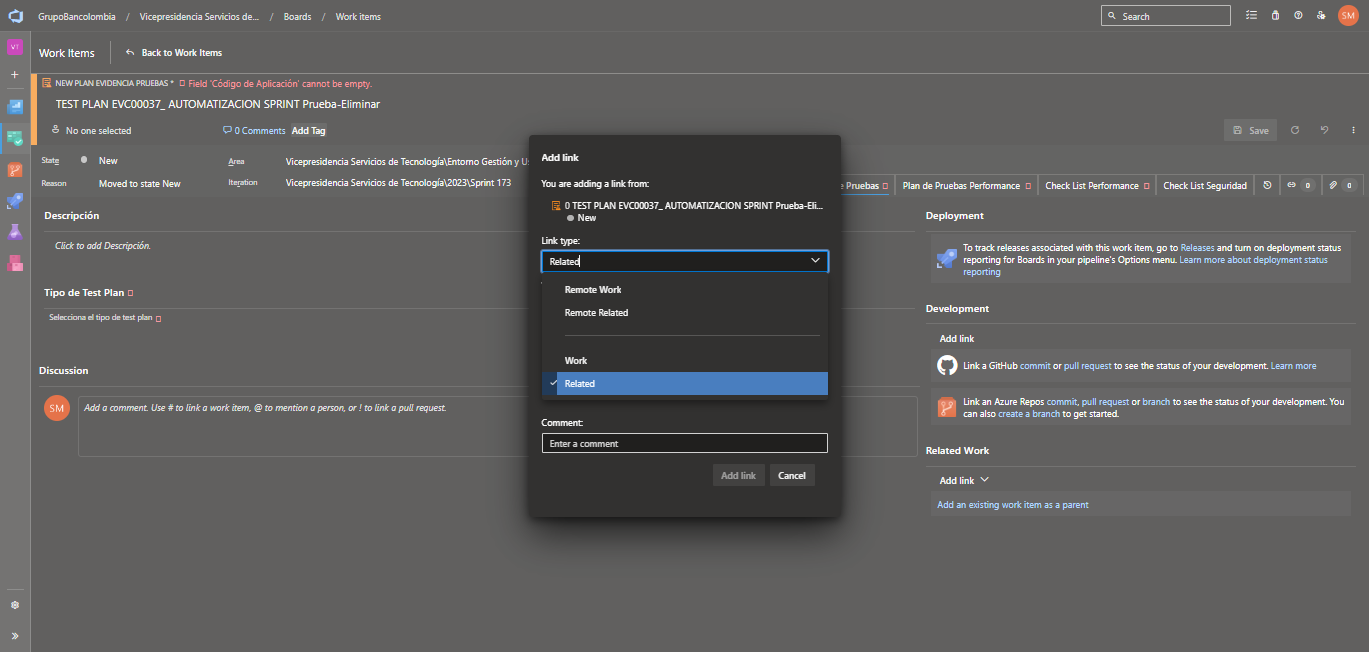 GrupoBancolombia / Vicepresidencia Servicios de... / Boards / Work items
Search
SM
VT
Work Items
Back to Work Items
NEW PLAN EVIDENCIA PRUEBAS * Field 'Código de Aplicación' cannot be empty.
TEST PLAN EVC00037_ AUTOMATIZACION SPRINT Prueba-Eliminar
No one selected
0 Comments
Add Tag
Save
State
New
Area
Vicepresidencia Servicios de Tecnología\Entorno Gestión y Us
Reason
Moved to state New
Iteration
Vicepresidencia Servicios de Tecnología\2023\Sprint 173
e Pruebas
Plan de Pruebas Performance
Check List Performance
Check List Seguridad
0
0
Descripción
Click to add Descripción.
Tipo de Test Plan
Selecciona el tipo de test plan
Discussion
SM
Add a comment. Use # to link a work item, @ to mention a person, or ! to link a pull request.
Add link
You are adding a link from:
0 TEST PLAN EVC00037_ AUTOMATIZACION SPRINT Prueba-Eli...
New
Link type:
Related
Remote Work
Remote Related
Work
Related
Comment:
Enter a comment
Add link
Cancel
Deployment
To track releases associated with this work item, go to Releases and turn on deployment status
reporting for Boards in your pipeline's Options menu. Learn more about deployment status
reporting
Development
Add link
Link a GitHub commit or pull request to see the status of your development. Learn more
Link an Azure Repos commit, pull request or branch to see the status of your development. You
can also create a branch to get started.
Related Work
Add link
Add an existing work item as a parent